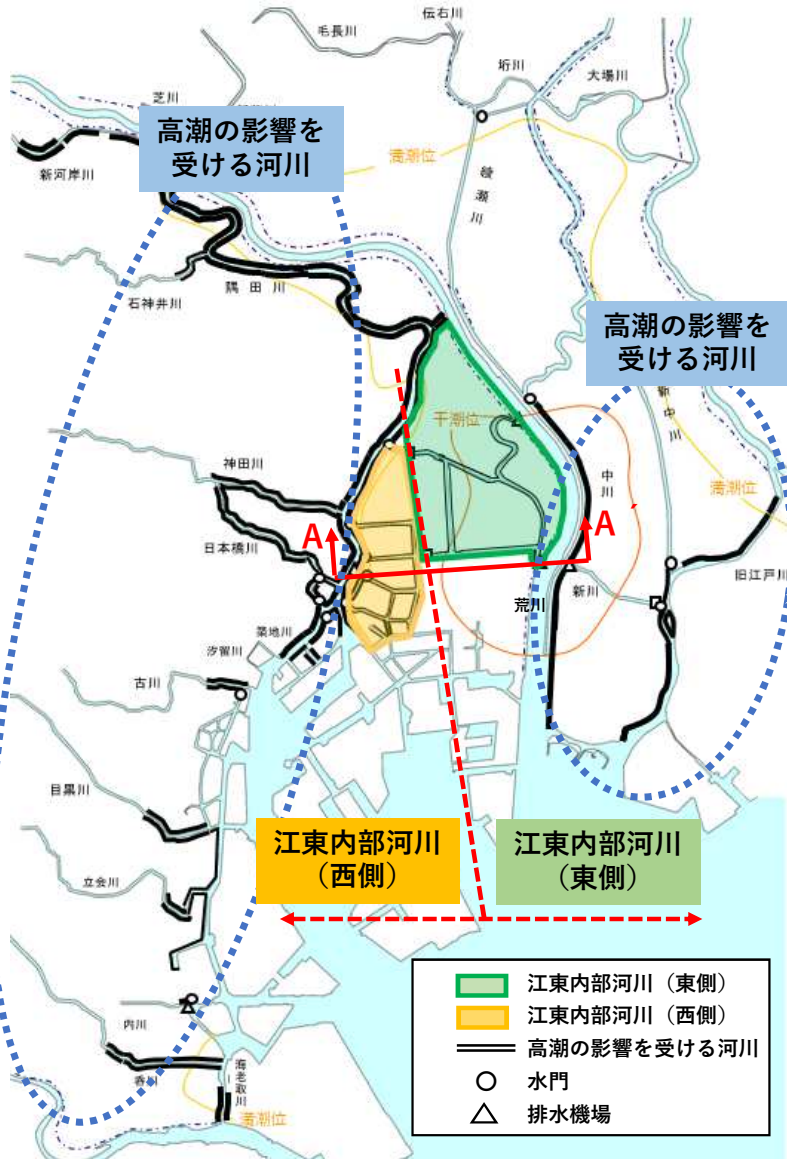 伝右川
毛長川
垳川
大場川
芝川
高潮の影響を
受ける河川
新河岸川
満潮位
綾瀬川
石神井川
隅田川
高潮の影響を
受ける河川
新中川
干潮位
中川
満潮位
神田川
日本橋川
A
A´
旧江戸川
荒川
新川
築地川
汐留川
古川
目黒川
江東内部河川
（西側）
江東内部河川
（東側）
立会川
内川
呑川
海老取川
満潮位
江東内部河川（東側）
江東内部河川（西側）
高潮の影響を受ける河川
水門
排水機場